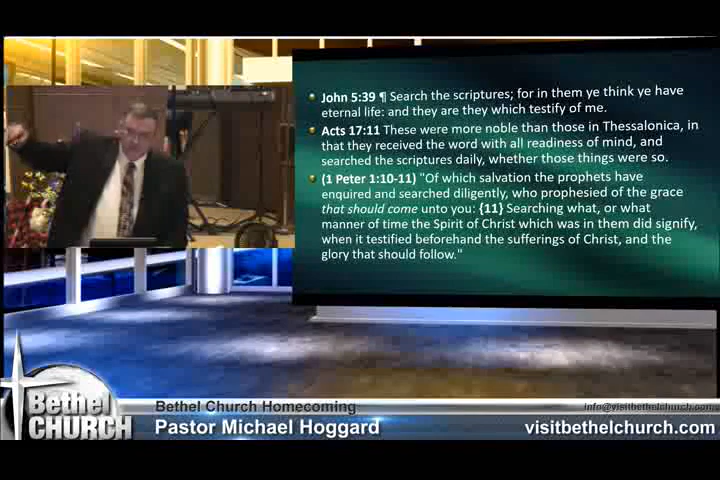 John 5:39 ¶ Search the scriptures; for in them ye think ye have
eternal life: and they are they which testify of me.
Acts 17:11 These were more noble than those in Thessalonica, in
that they received the word with all readiness of mind, and
searched the scriptures daily, whether those things were so.
(1 Peter 1:10-11) "Of which salvation the prophets have
enquired and searched diligently, who prophesied of the grace
that should come unto you: {11} Searching what, or what
manner of time the Spirit of Christ which was in them did signify,
when it testified beforehand the sufferings of Christ, and the
glory that should follow."
Bethel
CHURCH
Bethel Church Homecoming
info@visitbethelchurch.com
Pastor Michael Hoggard
visitbethelchurch.com